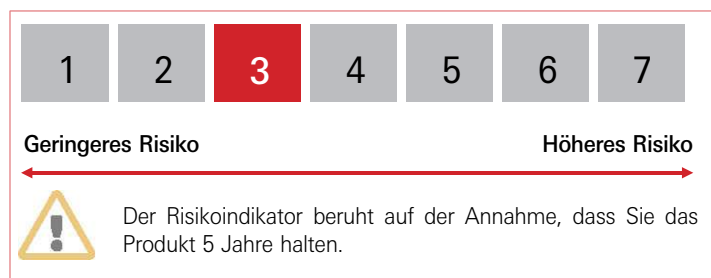 1 2 3 4 5 6 7
Geringeres Risiko Höheres Risiko
Der Risikoindikator beruht auf der Annahme, dass Sie das
Produkt 5 Jahre halten.